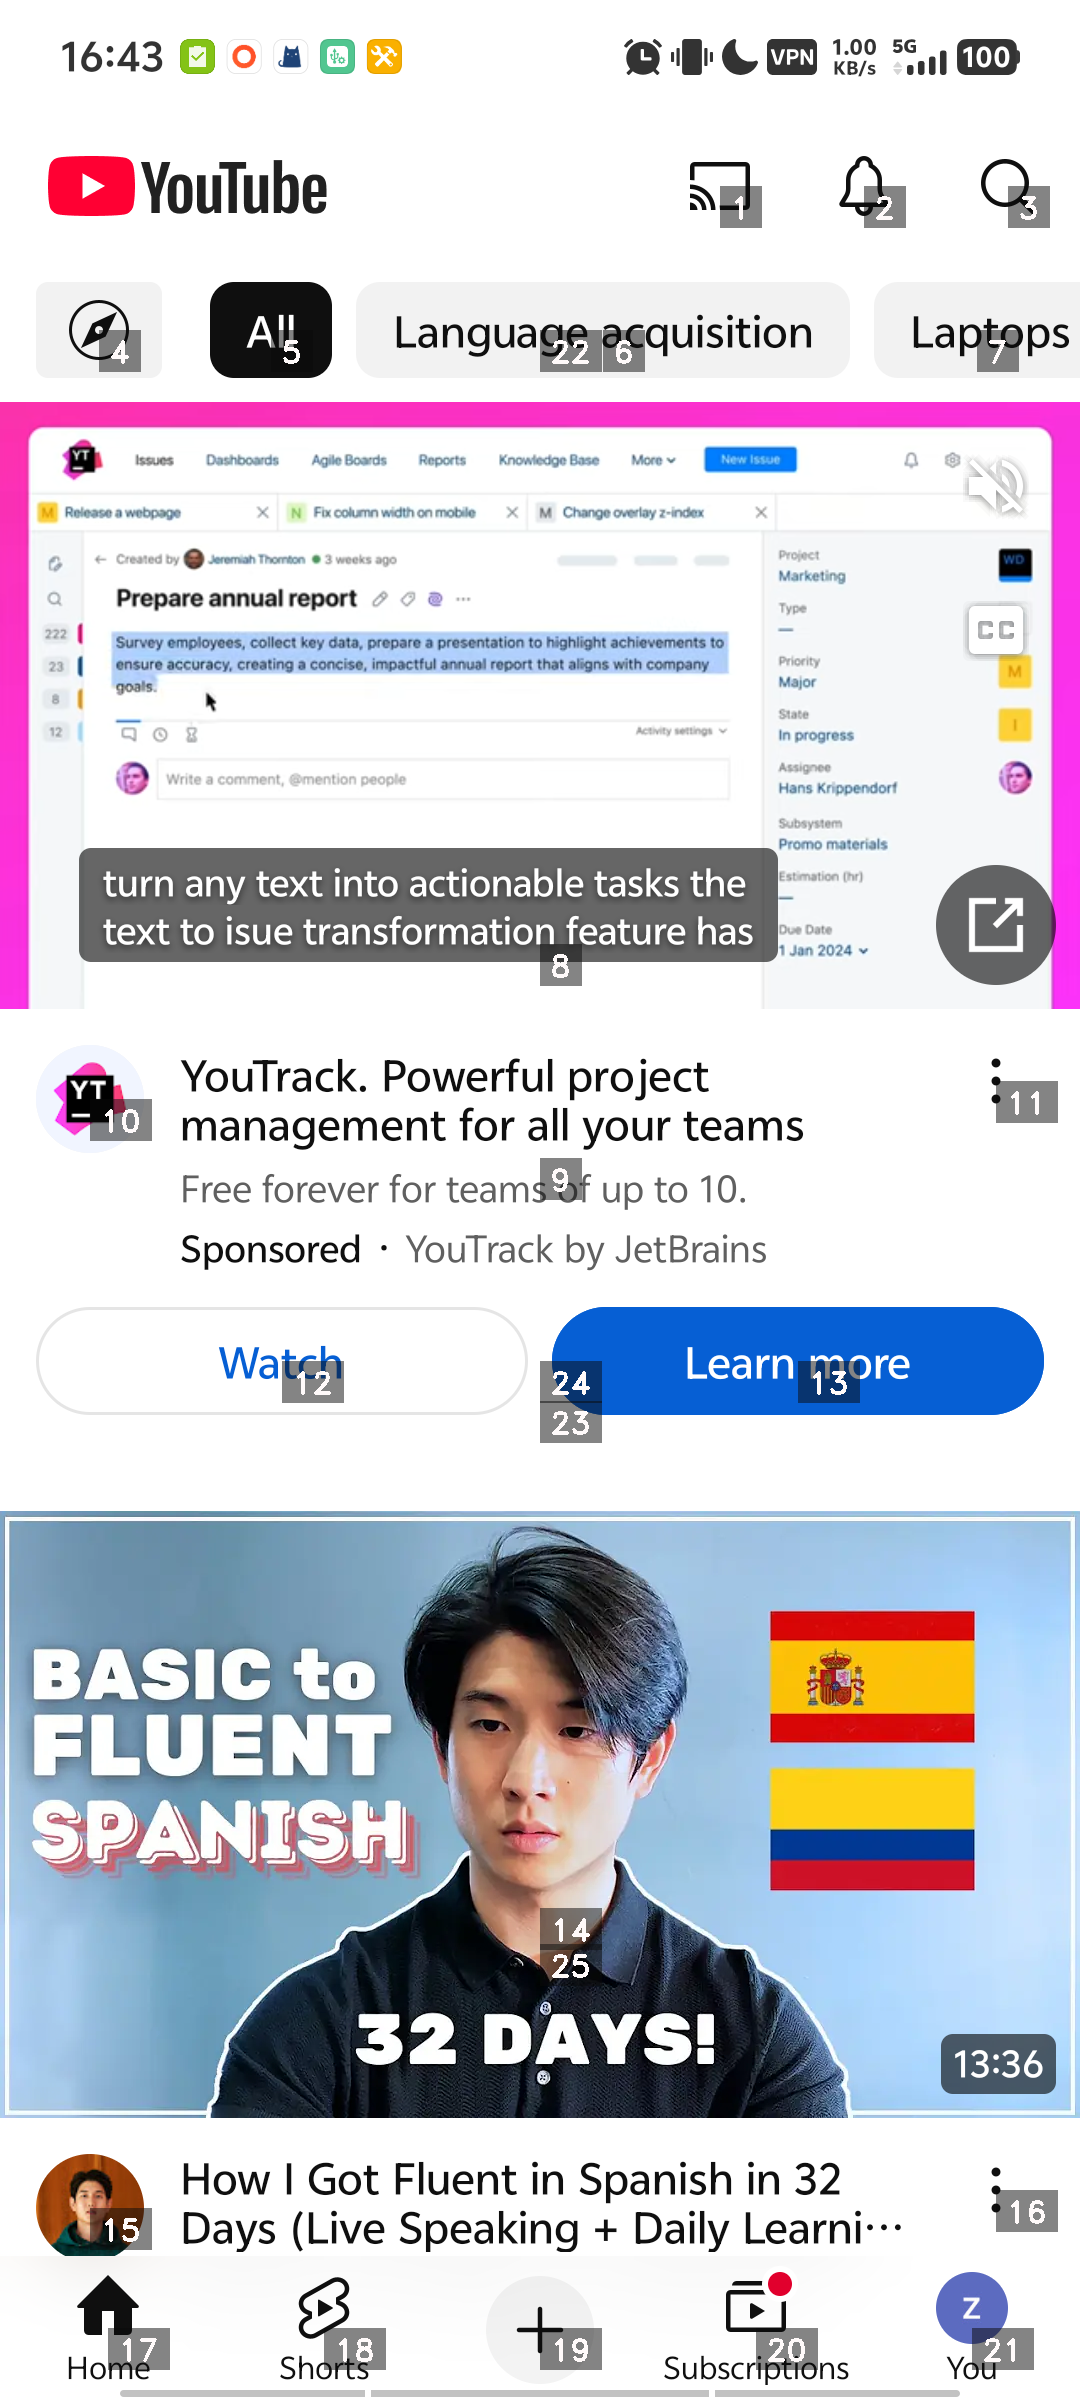 16:43
VPN
1.00
KB/s
5G
100
YouTube
1
2
3
All
Language acquisition
Laptops
4
5
22
6
7
YT
Issues
Dashboards
Agile Boards
Reports
Knowledge Base
More
New Issue
M Release a webpage
N Fix column width on mobile
M Change overlay z-index
Created by Jeremiah Thornton 3 weeks ago
Prepare annual report
Survey employees, collect key data, prepare a presentation to highlight achievements to
ensure accuracy, creating a concise, impactful annual report that aligns with company
goals.
222
23
8
12
Activity settings
Write a comment, @mention people
Project
Marketing
WD
Type
Priority
Major
M
State
In progress
I
Assignee
Hans Krippendorf
Subsystem
Promo materials
Estimation (hr)
Due Date
1 Jan 2024
CC
turn any text into actionable tasks the
text to isue transformation feature has
8
YT
10
YouTrack. Powerful project
management for all your teams
11
Free forever for teams of up to 10.
9
Sponsored · YouTrack by JetBrains
Watch
12
Learn more
13
24
23
BASIC to
FLUENT
SPANISH
14
25
32 DAYS!
13:36
How I Got Fluent in Spanish in 32
Days (Live Speaking + Daily Learni…
15
16
Z
17
18
19
20
21
Home
Shorts
Subscriptions
You